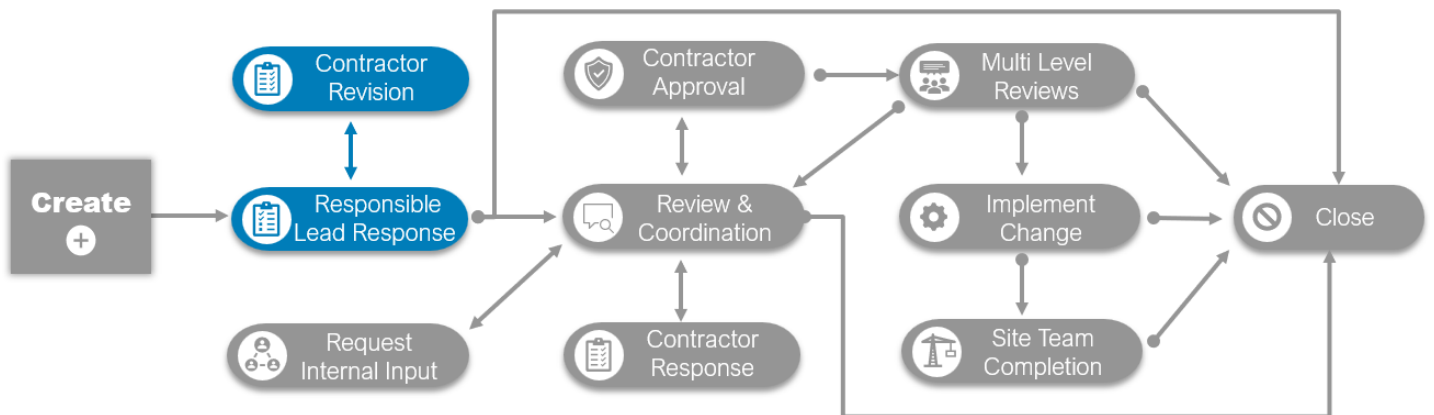 Create
Contractor
Revision
Responsible
Lead Response
Request
Internal Input
Contractor
Approval
Review &
Coordination
Contractor
Response
Multi Level
Reviews
Implement
Change
Site Team
Completion
Close